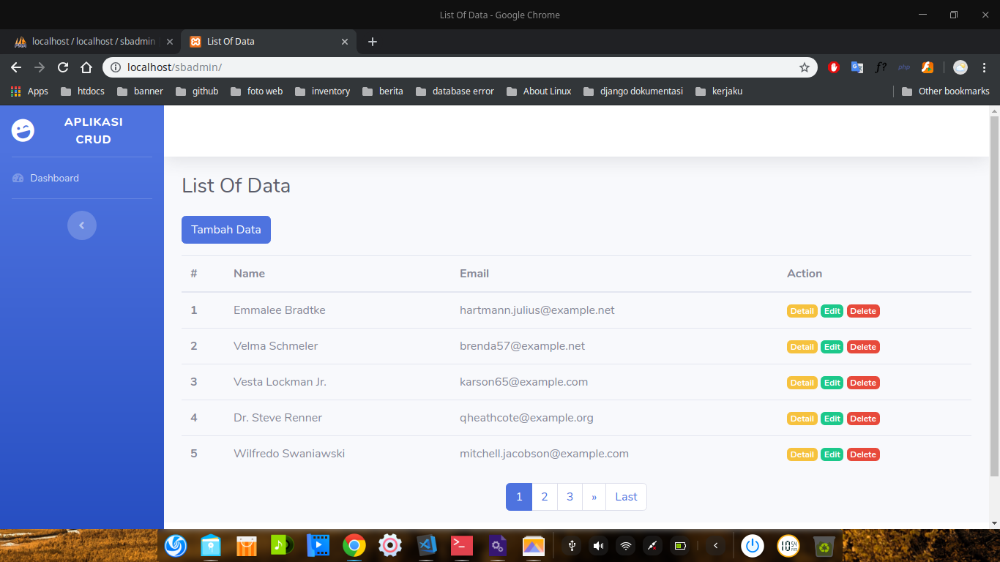 List Of Data - Google Chrome
localhost / localhost / sbadmin
List Of Data
localhost/sbadmin/
f?
php
Apps htdocs banner github foto web inventory berita database error About Linux django dokumentasi kerjaku Other bookmarks
APLIKASI
CRUD
Dashboard
List Of Data
Tambah Data
# Name Email Action
1 Emmalee Bradtke hartmann.julius@example.net Detail Edit Delete
2 Velma Schmeler brenda57@example.net Detail Edit Delete
3 Vesta Lockman Jr. karson65@example.com Detail Edit Delete
4 Dr. Steve Renner qheathcote@example.org Detail Edit Delete
5 Wilfredo Swaniawski mitchell.jacobson@example.com Detail Edit Delete
1 2 3 » Last